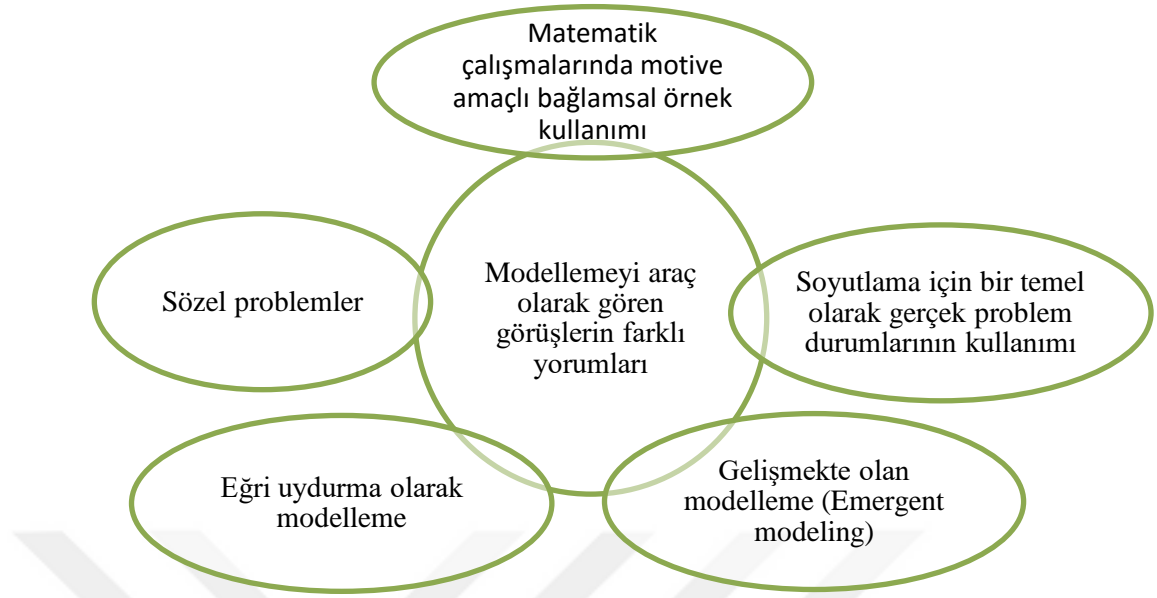 Matematik
çalışmalarında motive
amaçlı bağlamsal örnek
kullanımı
Sözel problemler
Modellemeyi araç
olarak gören
görüşlerin farklı
yorumları
Soyutlama için bir temel
olarak gerçek problem
durumlarının kullanımı
Eğri uydurma olarak
modelleme
Gelişmekte olan
modelleme (Emergent
modeling)